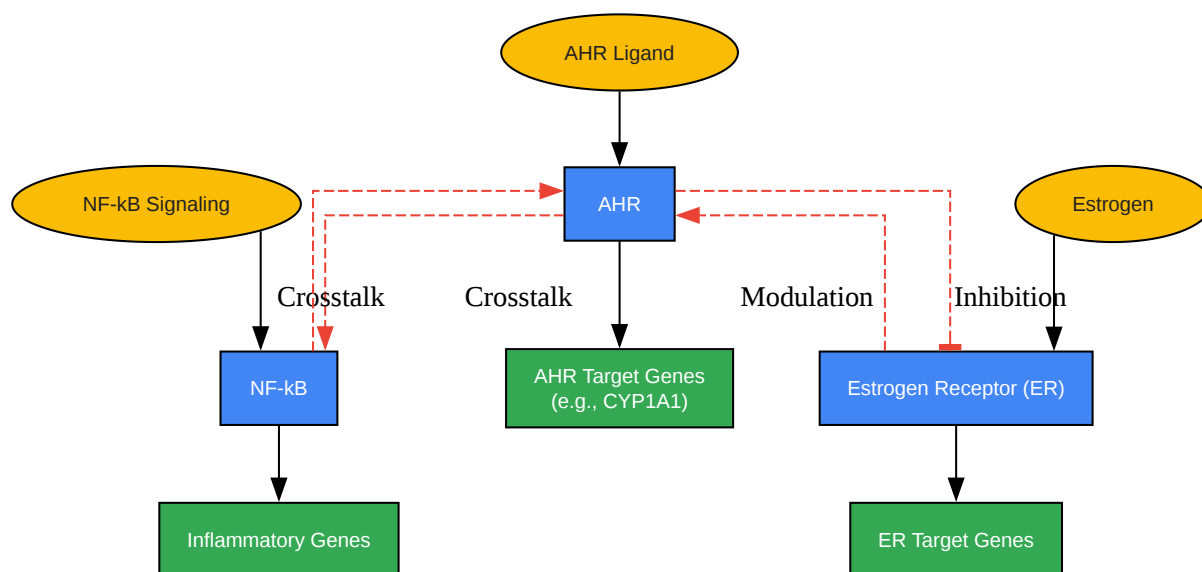 AHR Ligand
NF-kB Signaling
AHR
Estrogen
Crosstalk
Crosstalk
Modulation
Inhibition
NF-kB
AHR Target Genes
(e.g., CYP1A1)
Estrogen Receptor (ER)
Inflammatory Genes
ER Target Genes